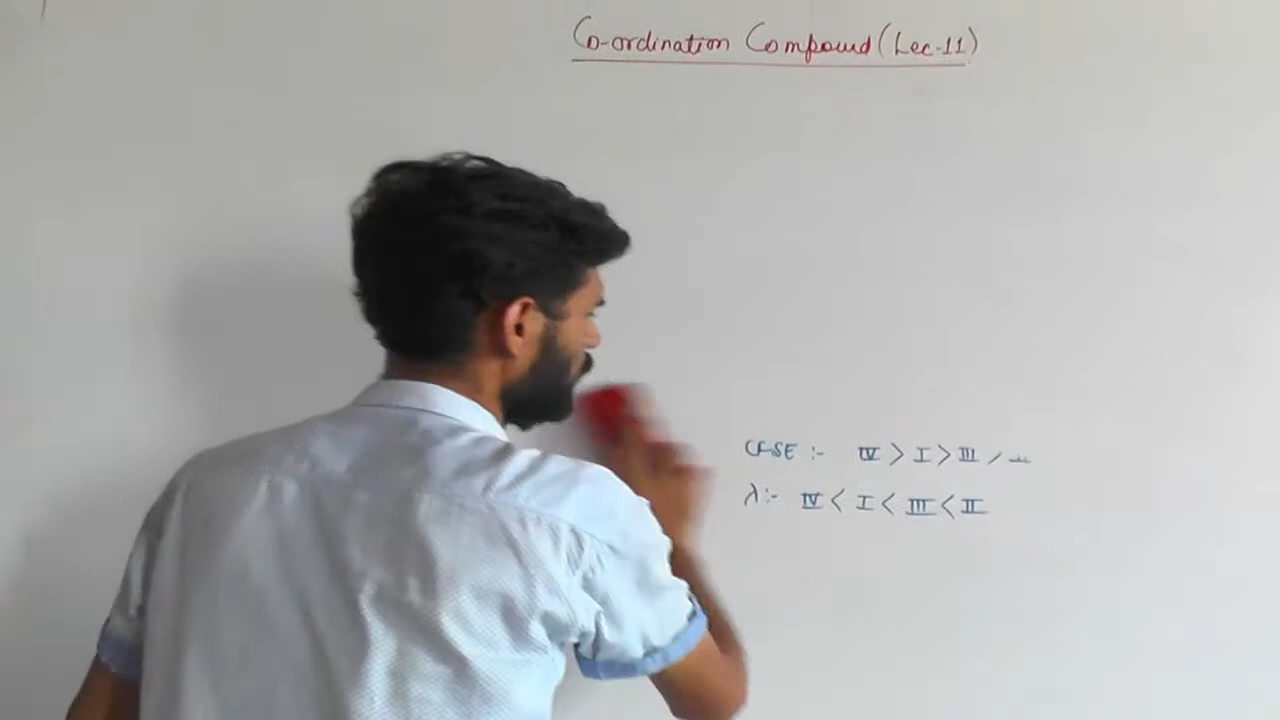 Co-ordination Compound (Lec-11)
CFSE :- IV > I > III
λ:- IV < I < III < II